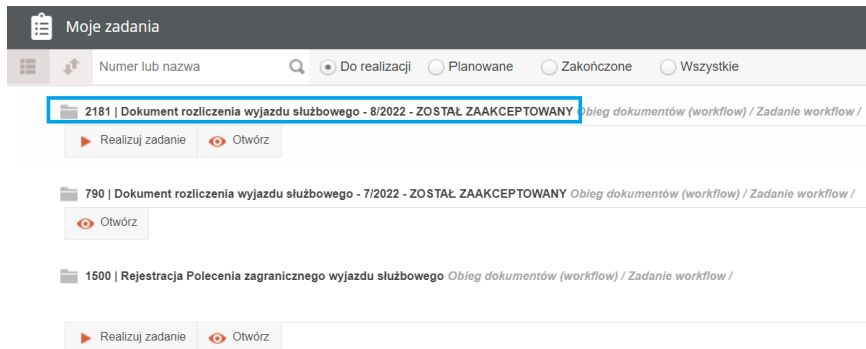 Moje zadania
Numer lub nazwa Do realizacji Planowane Zakończone Wszystkie
2181 | Dokument rozliczenia wyjazdu służbowego - 8/2022 - ZOSTAŁ ZAAKCEPTOWANY Obieg dokumentów (workflow) / Zadanie workflow /
Realizuj zadanie Otwórz
790 | Dokument rozliczenia wyjazdu służbowego - 7/2022 - ZOSTAŁ ZAAKCEPTOWANY Obieg dokumentów (workflow) / Zadanie workflow /
Otwórz
1500 | Rejestracja Polecenia zagranicznego wyjazdu służbowego Obieg dokumentów (workflow) / Zadanie workflow /
Realizuj zadanie Otwórz